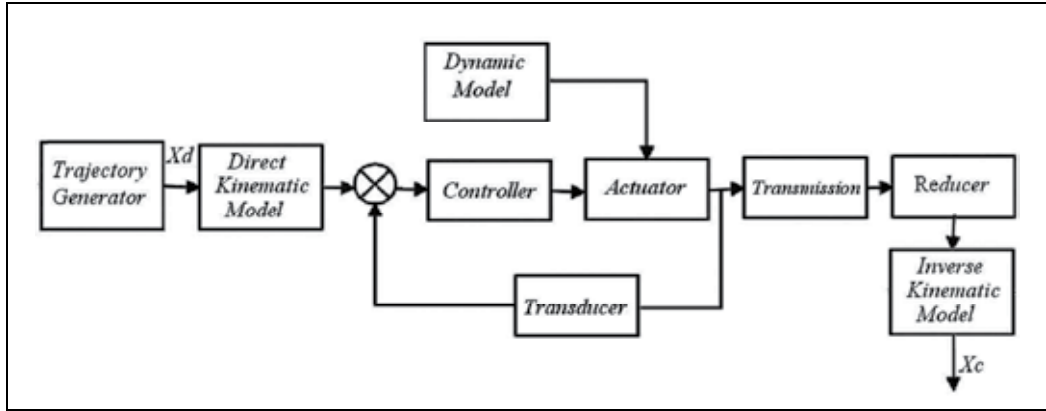 Dynamic
Model
Trajectory
Generator
Xd
Direct
Kinematic
Model
Controller
Actuator
Transmission
Reducer
Transducer
Inverse
Kinematic
Model
Xc